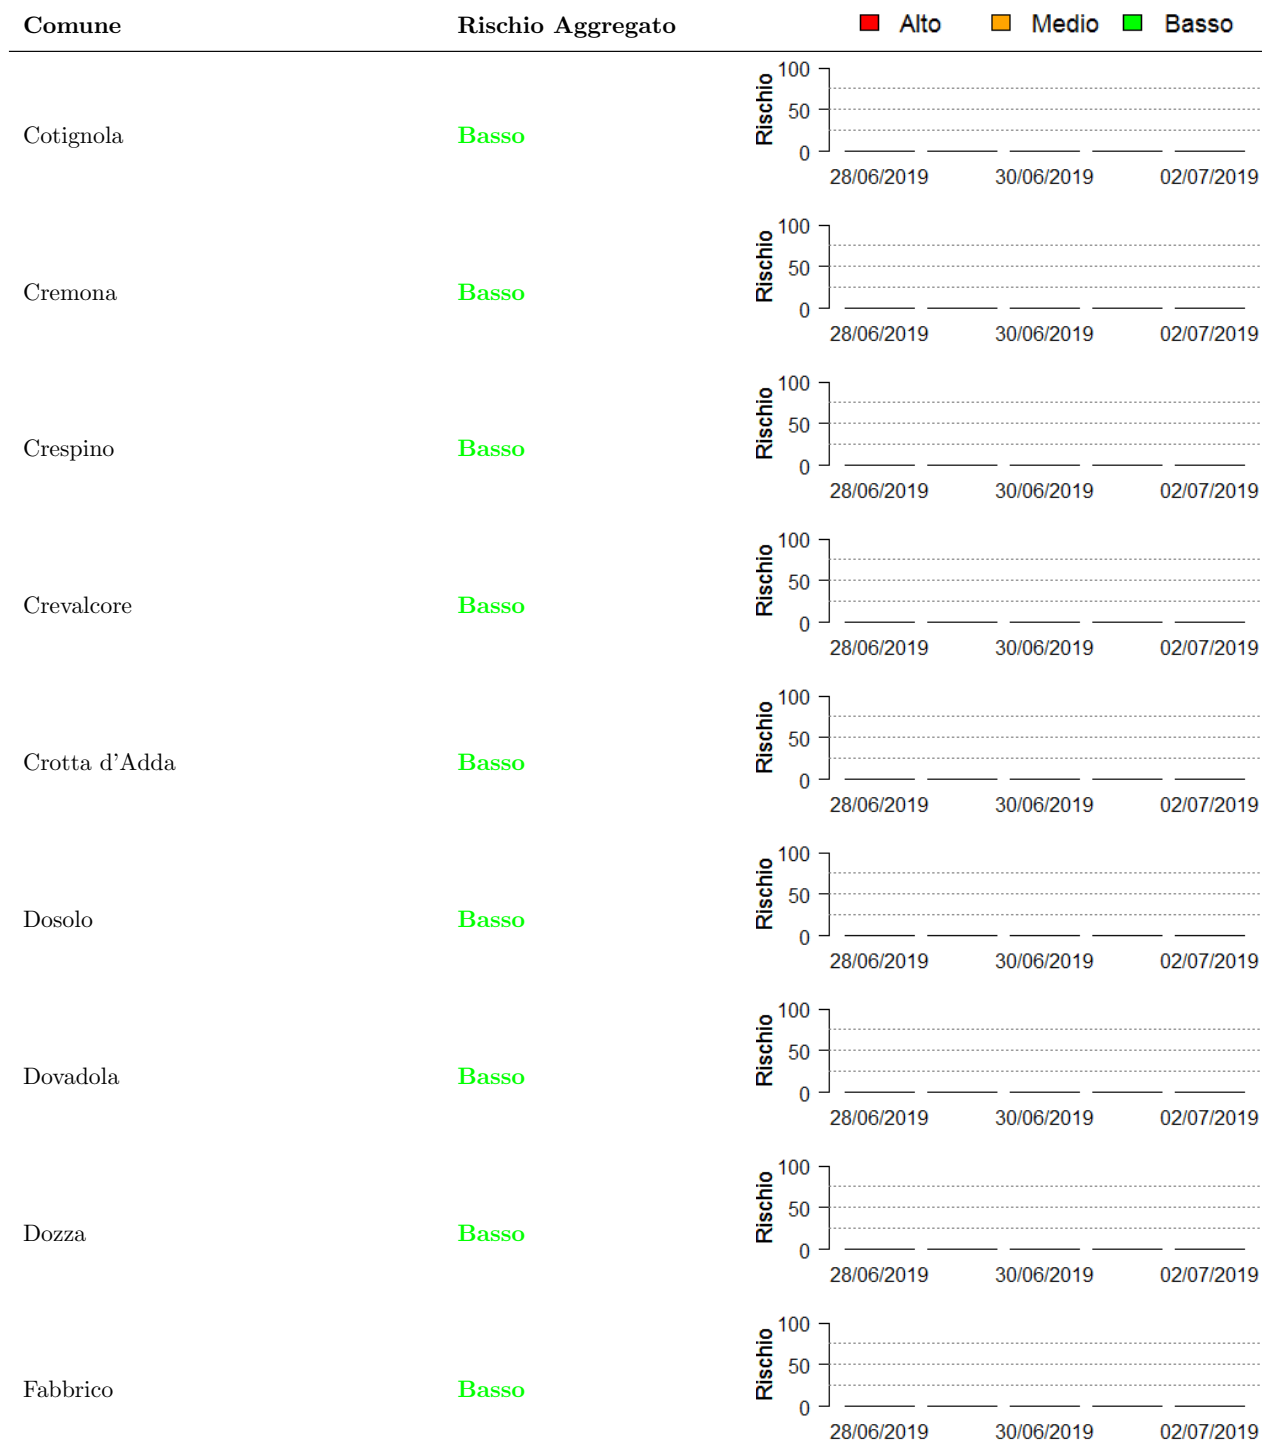 Comune Rischio Aggregato Alto Medio Basso
100
50
0
Rischio
Cotignola Basso
28/06/2019 30/06/2019 02/07/2019
100
50
0
Rischio
Cremona Basso
28/06/2019 30/06/2019 02/07/2019
100
50
0
Rischio
Crespino Basso
28/06/2019 30/06/2019 02/07/2019
100
50
0
Rischio
Crevalcore Basso
28/06/2019 30/06/2019 02/07/2019
100
50
0
Rischio
Crotta d'Adda Basso
28/06/2019 30/06/2019 02/07/2019
100
50
0
Rischio
Dosolo Basso
28/06/2019 30/06/2019 02/07/2019
100
50
0
Rischio
Dovadola Basso
28/06/2019 30/06/2019 02/07/2019
100
50
0
Rischio
Dozza Basso
28/06/2019 30/06/2019 02/07/2019
100
50
0
Rischio
Fabbrico Basso
28/06/2019 30/06/2019 02/07/2019